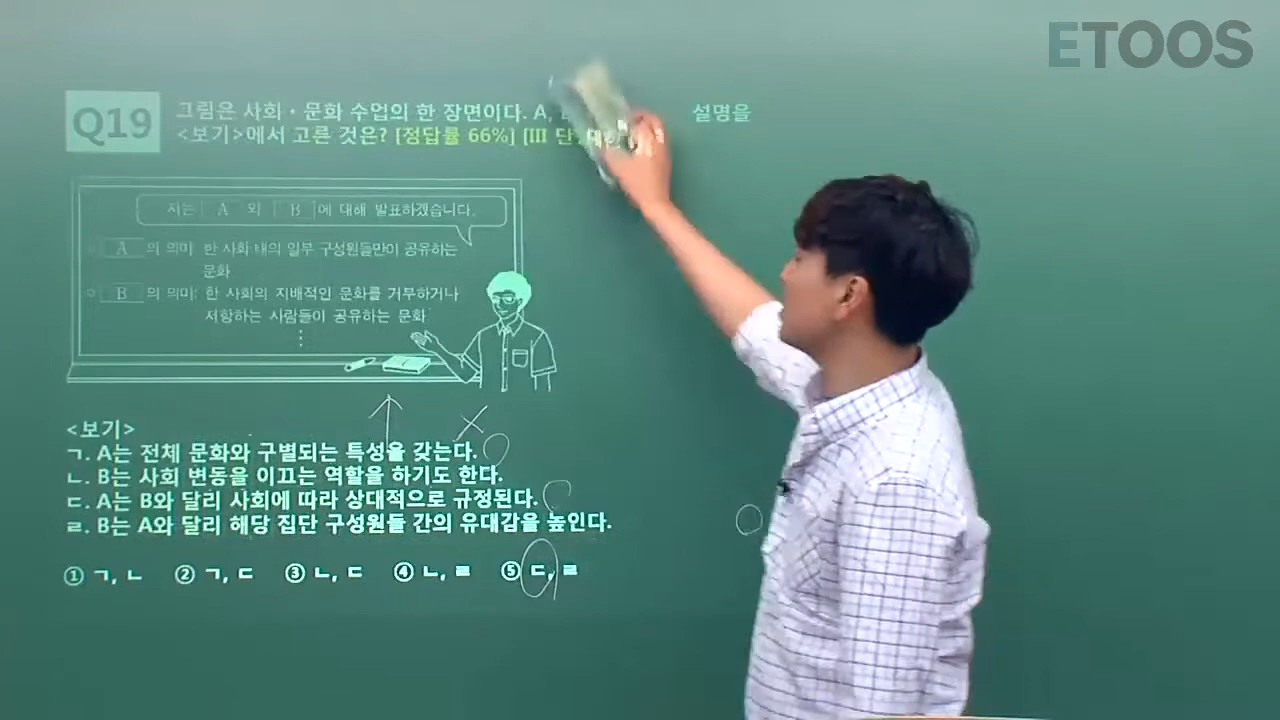 ETOOS
Q19
그림은 사회·문화 수업의 한 장면이다. A, 설명을
<보기>에서 고른 것은? [정답률 66%] [III 단
저는 A 와 B 에 대해 발표하겠습니다.
A 의 의미: 한 사회 내의 일부 구성원들만이 공유하는
문화
B 의 의미: 한 사회의 지배적인 문화를 거부하거나
저항하는 사람들이 공유하는 문화
⋮
<보기>
ㄱ. A는 전체 문화와 구별되는 특성을 갖는다.
ㄴ. B는 사회 변동을 이끄는 역할을 하기도 한다.
ㄷ. A는 B와 달리 사회에 따라 상대적으로 규정된다.
ㄹ. B는 A와 달리 해당 집단 구성원들 간의 유대감을 높인다.
① ㄱ, ㄴ ② ㄱ, ㄷ ③ ㄴ, ㄷ ④ ㄴ, ㄹ ⑤ ㄷ, ㄹ